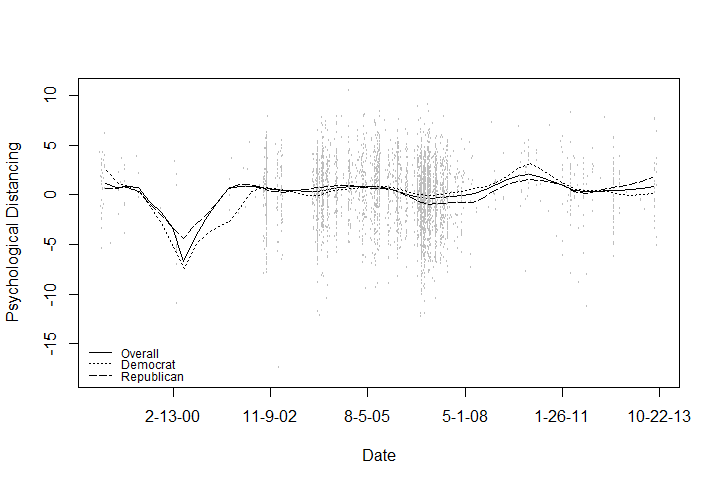 Psychological Distancing
10
5
0
-5
-10
-15
Overall
Democrat
Republican
2-13-00
11-9-02
8-5-05
5-1-08
1-26-11
10-22-13
Date